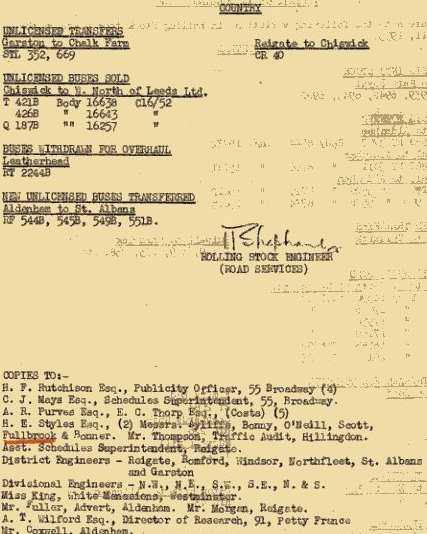 COUNTRY
UNLICENSED TRANSFERS
Garston to Chalk Farm Reigate to Chiswick
STL 352, 669 CR 40
UNLICENSED BUSES SOLD
Chiswick to W. North of Leeds Ltd.
T 421B Body 16638 C16/52
426B " 16643 "
Q 187B "" 16257 "
BUSES WITHDRAWN FOR OVERHAUL
Leatherhead
RT 2244B
NEW UNLICENSED BUSES TRANSFERRED
Aldenham to St. Albans
RF 544B, 545B, 549B, 551B.
ROLLING STOCK ENGINEER
(ROAD SERVICES)
COPIES TO:-
H. F. Hutchison Esq., Publicity Officer, 55 Broadway (4)
C. J. Mays Esq., Schedules Superintendent, 55, Broadway.
A. R. Purves Esq., E. C. Thorp Esq., (Costs) (5)
H. E. Styles Esq., (2) Messrs. Ayliffe, Bonny, O'Neill, Scott,
Fullbrook & Bonner. Mr. Thompson, Traffic Audit, Hillingdon.
Asst. Schedules Superintendent, Reigate.
District Engineers - Reigate, Romford, Windsor, Northfleet, St. Albans
and Garston
Divisional Engineers - N.W., N.E., S.W., S.E., N. & S.
Miss King, White Mansions, Westminster.
Mr. Fuller, Advert, Aldenham. Mr. Morgan, Reigate.
A. T. Wilford Esq., Director of Research, 91, Petty France
Mr. Coxwell, Aldenham.